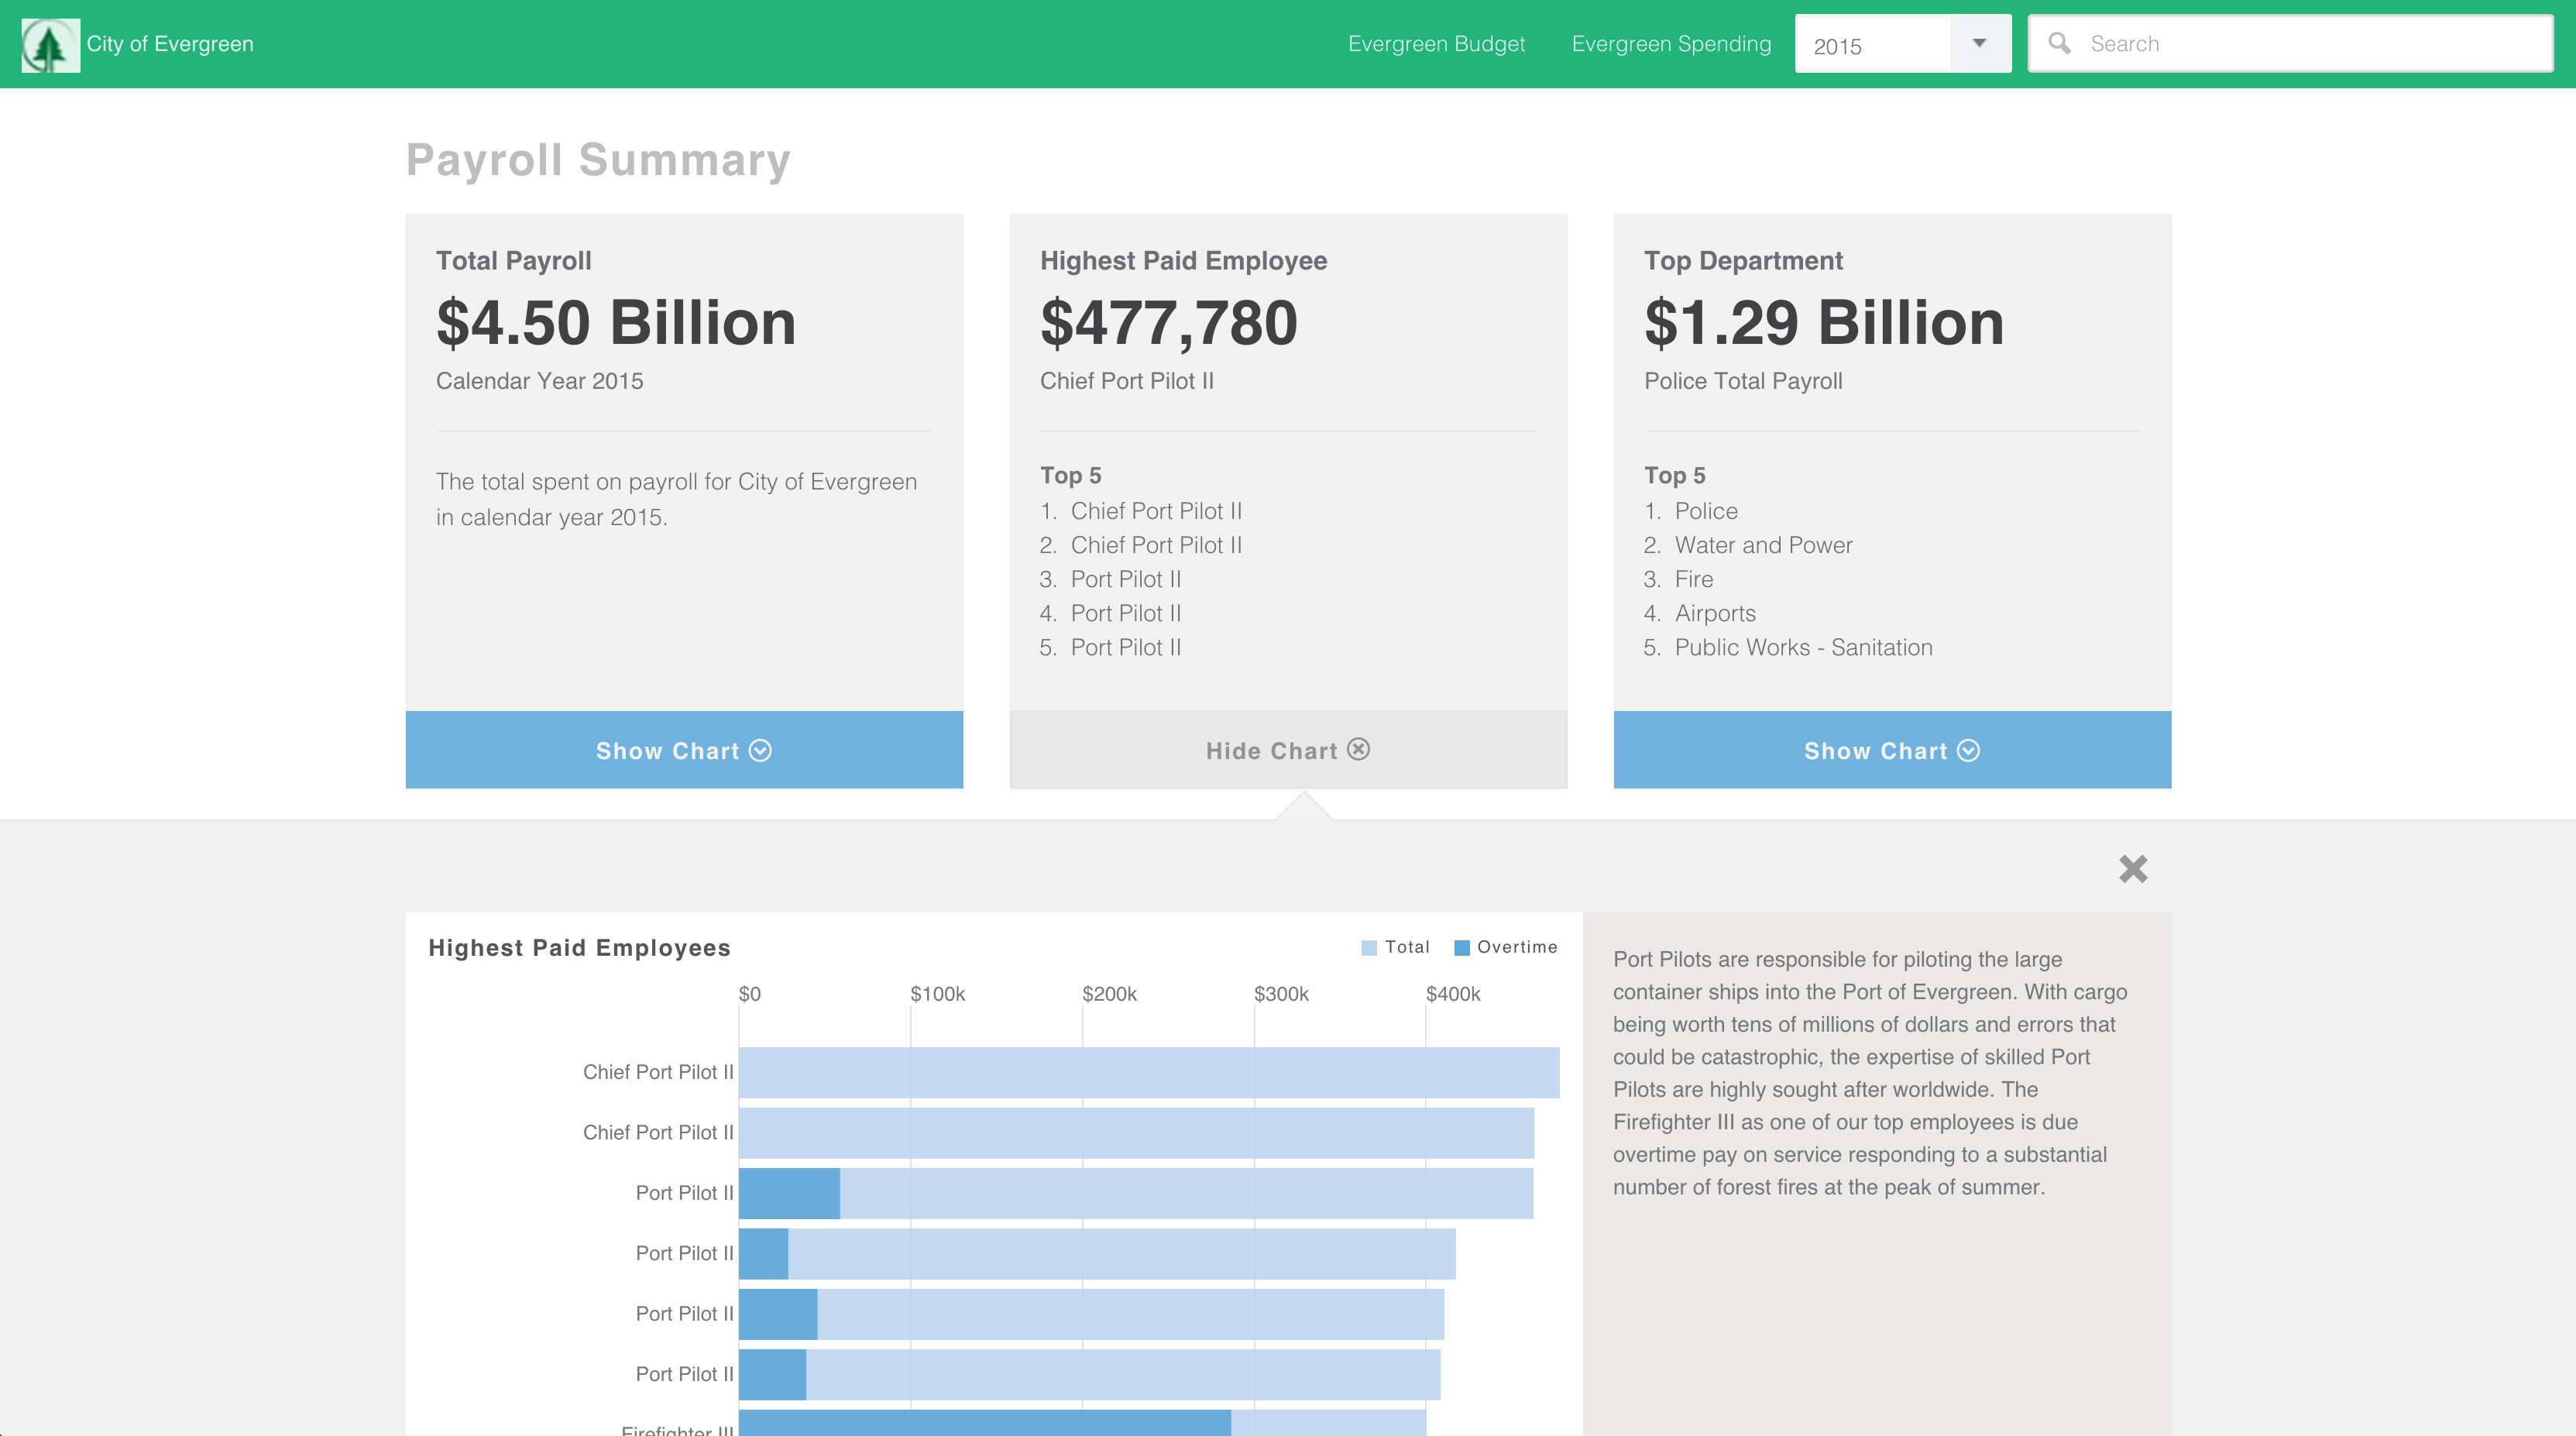 City of Evergreen
Evergreen Budget
Evergreen Spending
2015
Search
Payroll Summary
Total Payroll
$4.50 Billion
Calendar Year 2015
The total spent on payroll for City of Evergreen
in calendar year 2015.
Show Chart
Highest Paid Employee
$477,780
Chief Port Pilot II
Top 5
1. Chief Port Pilot II
2. Chief Port Pilot II
3. Port Pilot II
4. Port Pilot II
5. Port Pilot II
Hide Chart
Top Department
$1.29 Billion
Police Total Payroll
Top 5
1. Police
2. Water and Power
3. Fire
4. Airports
5. Public Works - Sanitation
Show Chart
Highest Paid Employees
Total
Overtime
$0 $100k $200k $300k $400k
Chief Port Pilot II
Chief Port Pilot II
Port Pilot II
Port Pilot II
Port Pilot II
Port Pilot II
Firefighter III
Port Pilots are responsible for piloting the large
container ships into the Port of Evergreen. With cargo
being worth tens of millions of dollars and errors that
could be catastrophic, the expertise of skilled Port
Pilots are highly sought after worldwide. The
Firefighter III as one of our top employees is due
overtime pay on service responding to a substantial
number of forest fires at the peak of summer.